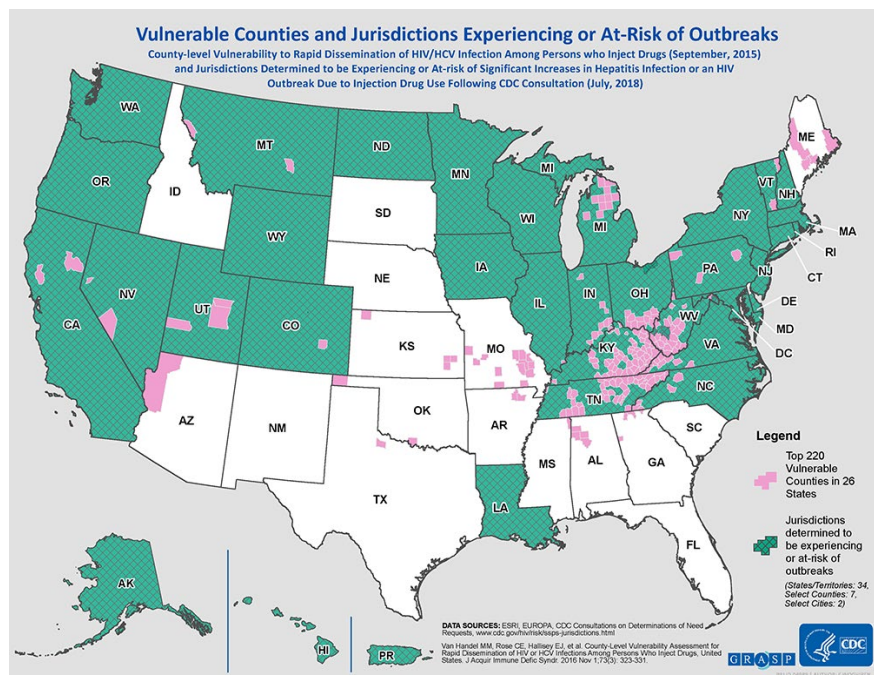 Vulnerable Counties and Jurisdictions Experiencing or At-Risk of Outbreaks
County-level Vulnerability to Rapid Dissemination of HIV/HCV Infection Among Persons who Inject Drugs (September, 2015)
and Jurisdictions Determined to be Experiencing or At-risk of Significant Increases in Hepatitis Infection or an HIV
Outbreak Due to Injection Drug Use Following CDC Consultation (July, 2018)
WA
MT
ND
MN
MI
ME
VT
NH
OR
ID
SD
WI
MI
NY
MA
RI
CT
WY
IA
PA
NJ
NE
NV
UT
IL
IN
OH
DE
MD
DC
CA
CO
KS
MO
KY
WV
VA
AZ
NM
OK
AR
TN
NC
SC
MS
AL
GA
TX
LA
FL
AK
HI
PR
Legend
Top 220
Vulnerable
Counties in 26
States
Jurisdictions
determined to
be experiencing
or at-risk of
outbreaks
(States/Territories: 34,
Select Counties: 7,
Select Cities: 2)
DATA SOURCES: ESRI, EUROPA, CDC Consultations on Determinations of Need
Requests, www.cdc.gov/hiv/risk/ssps-jurisdictions.html
Van Handel MM, Rose CE, Hallisey EJ, et al. County-Level Vulnerability Assessment for
Rapid Dissemination of HIV or HCV Infections Among Persons Who Inject Drugs, United
States. J Acquir Immune Defic Syndr. 2016 Nov 1;73(3): 323-331.
GRASP
CDC